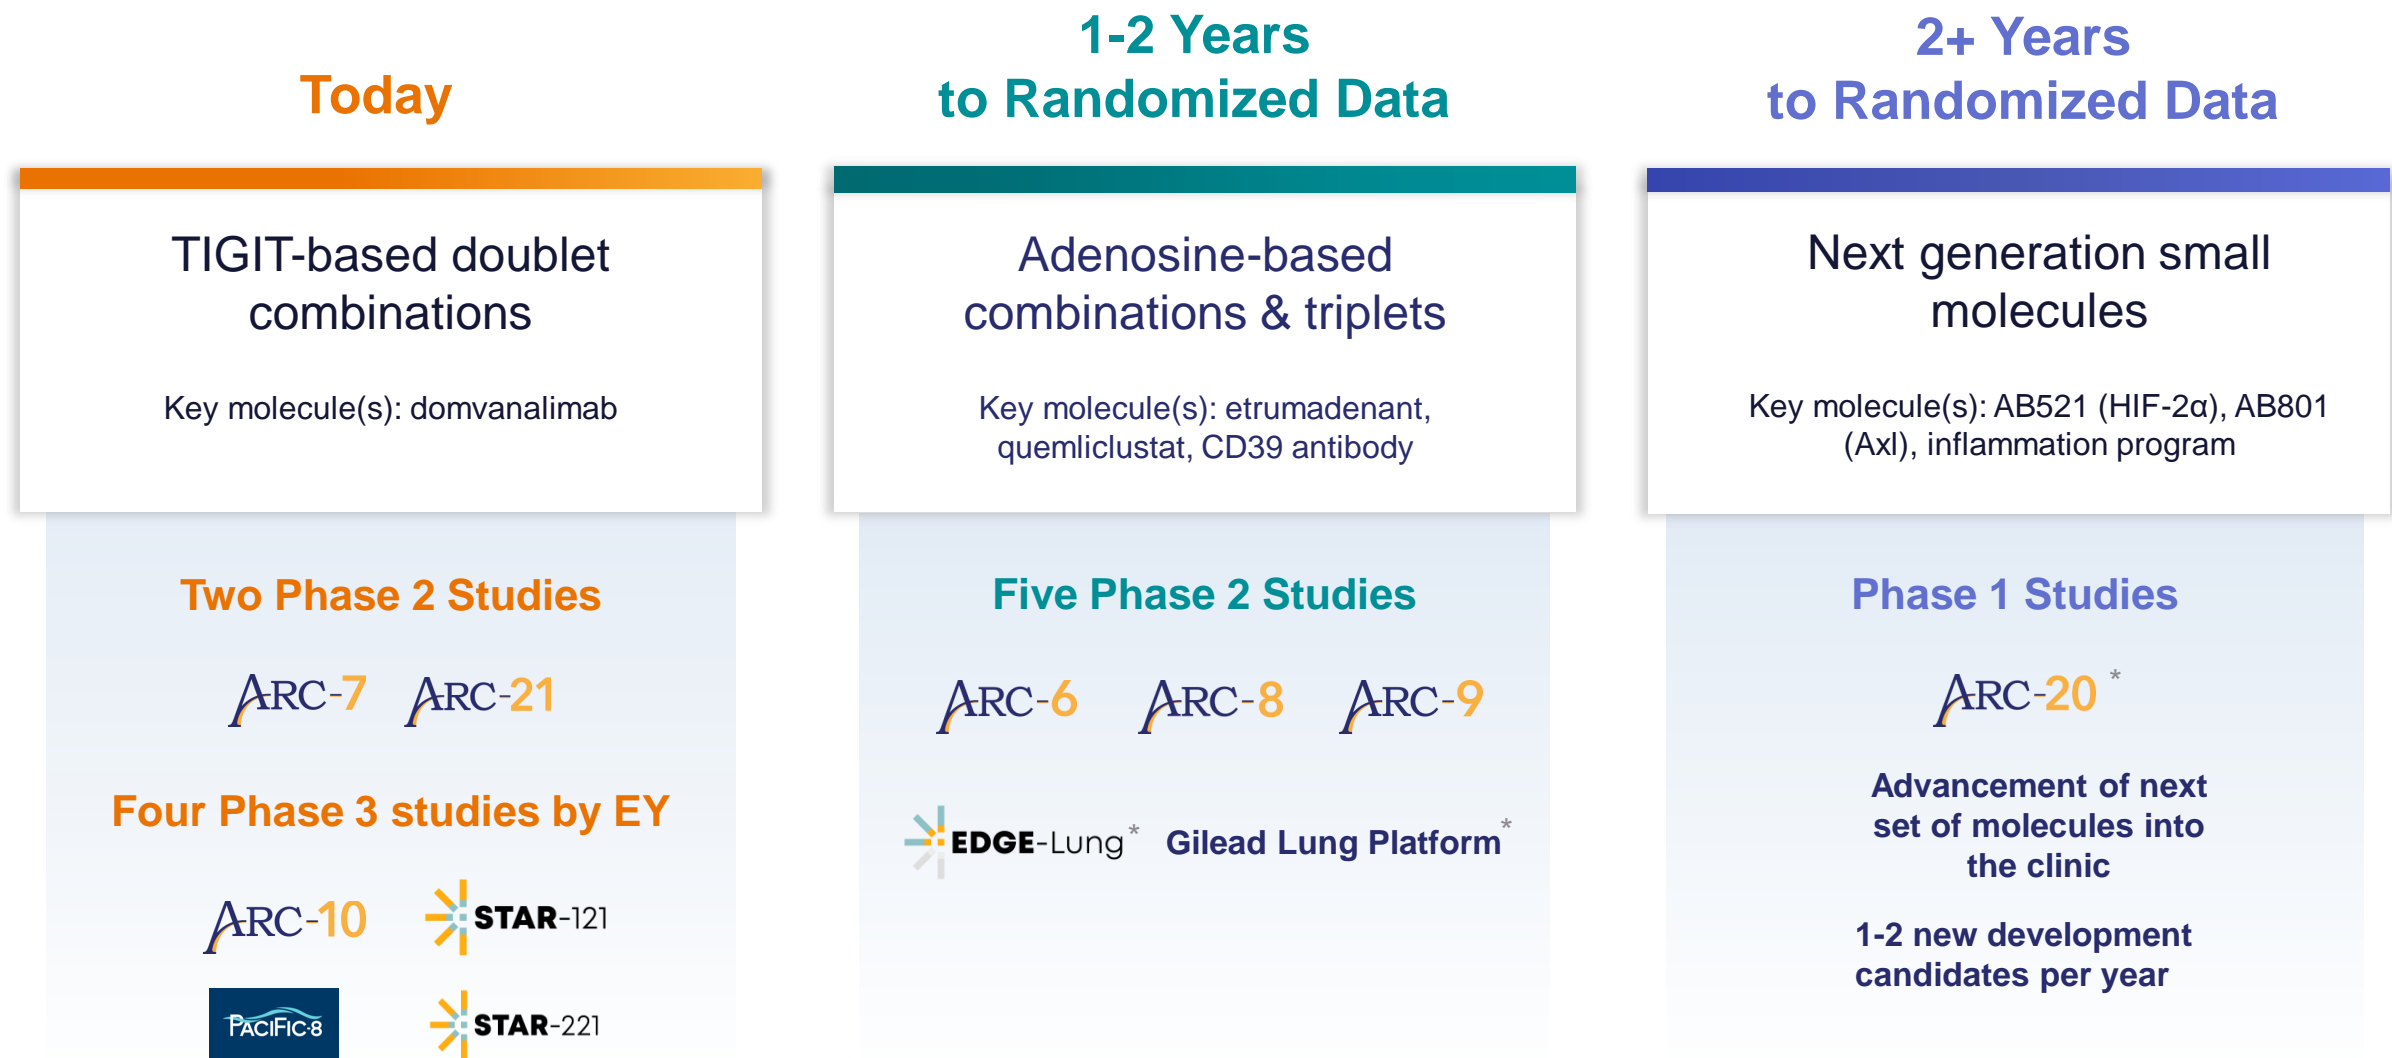 Today
TIGIT-based doublet
combinations
Key molecule(s): domvanalimab
Two Phase 2 Studies
ARC-7 ARC-21
Four Phase 3 studies by EY
ARC-10 STAR-121
PACIFIC-8 STAR-221
1-2 Years
to Randomized Data
Adenosine-based
combinations & triplets
Key molecule(s): etrumadenant,
quemliclustat, CD39 antibody
Five Phase 2 Studies
ARC-6 ARC-8 ARC-9
EDGE-Lung* Gilead Lung Platform*
2+ Years
to Randomized Data
Next generation small
molecules
Key molecule(s): AB521 (HIF-2α), AB801
(Axl), inflammation program
Phase 1 Studies
ARC-20 *
Advancement of next
set of molecules into
the clinic
1-2 new development
candidates per year